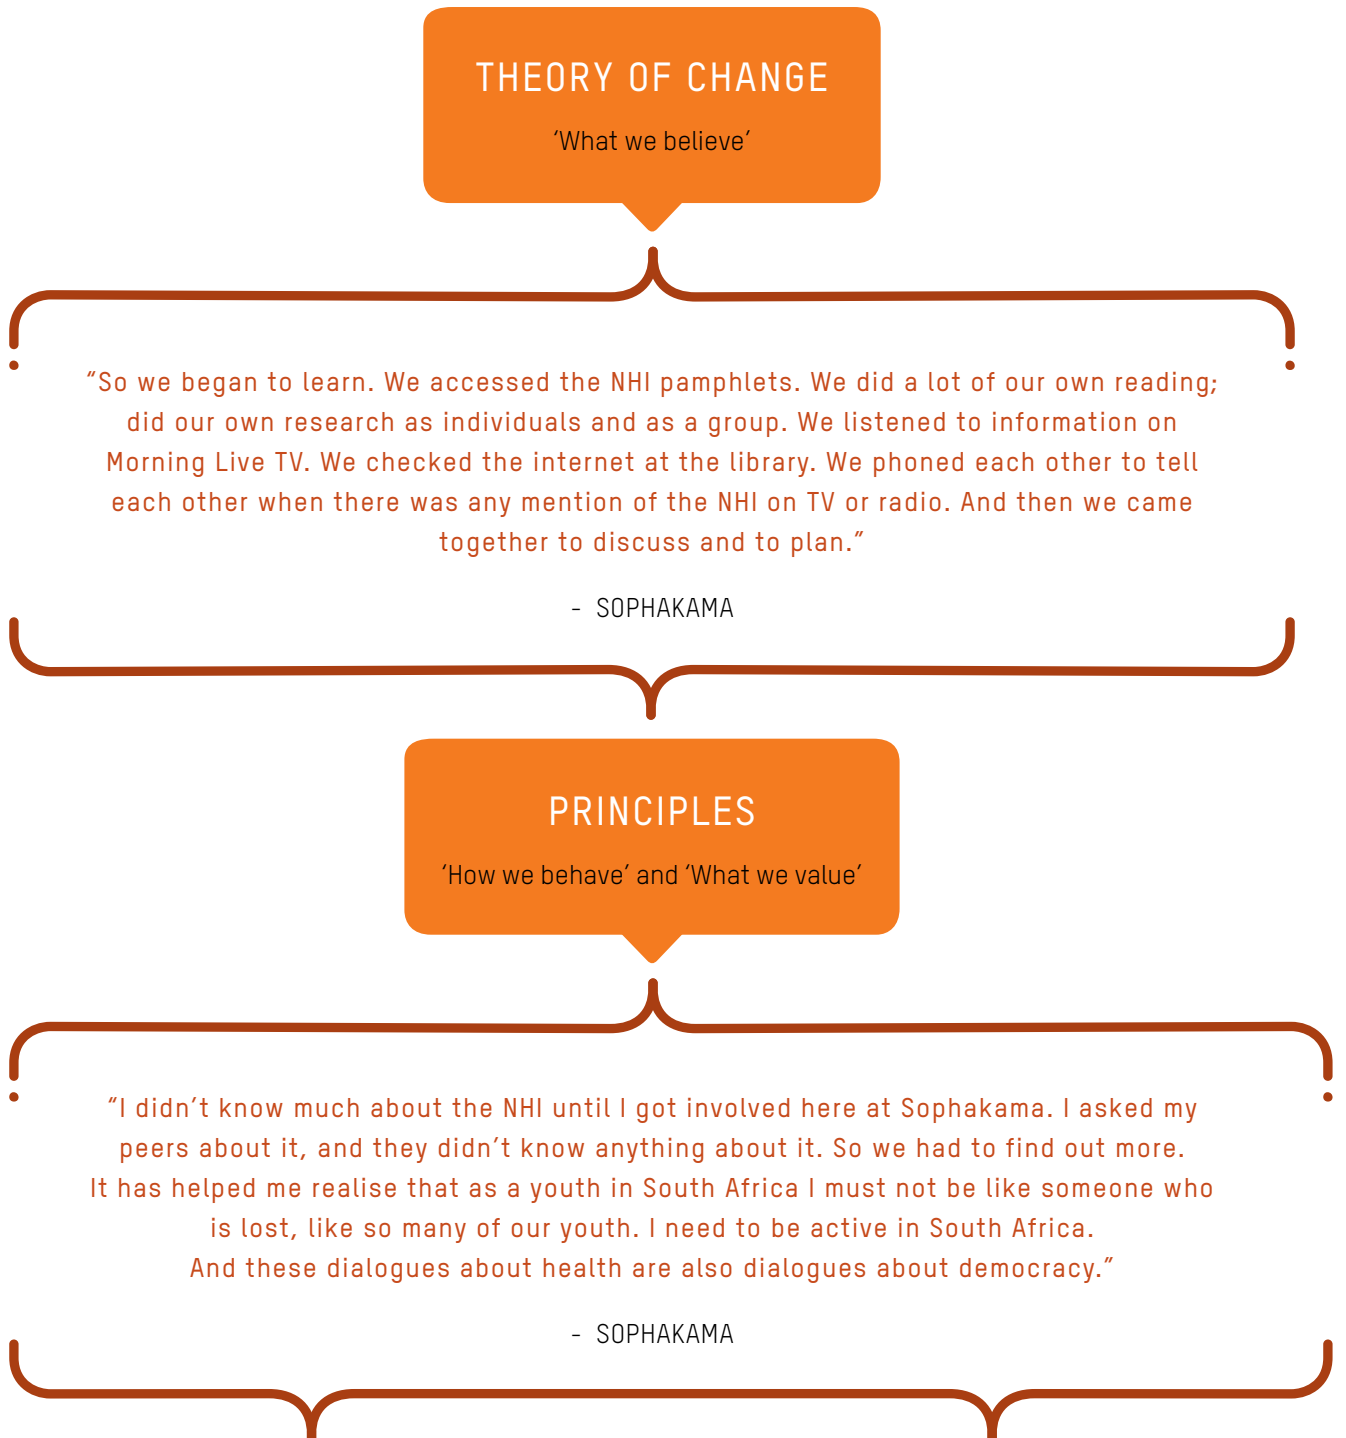 THEORY OF CHANGE
‘What we believe’
“So we began to learn. We accessed the NHI pamphlets. We did a lot of our own reading;
did our own research as individuals and as a group. We listened to information on
Morning Live TV. We checked the internet at the library. We phoned each other to tell
each other when there was any mention of the NHI on TV or radio. And then we came
together to discuss and to plan.”
- SOPHAKAMA
PRINCIPLES
‘How we behave’ and ‘What we value’
“I didn’t know much about the NHI until I got involved here at Sophakama. I asked my
peers about it, and they didn’t know anything about it. So we had to find out more.
It has helped me realise that as a youth in South Africa I must not be like someone who
is lost, like so many of our youth. I need to be active in South Africa.
And these dialogues about health are also dialogues about democracy.”
- SOPHAKAMA